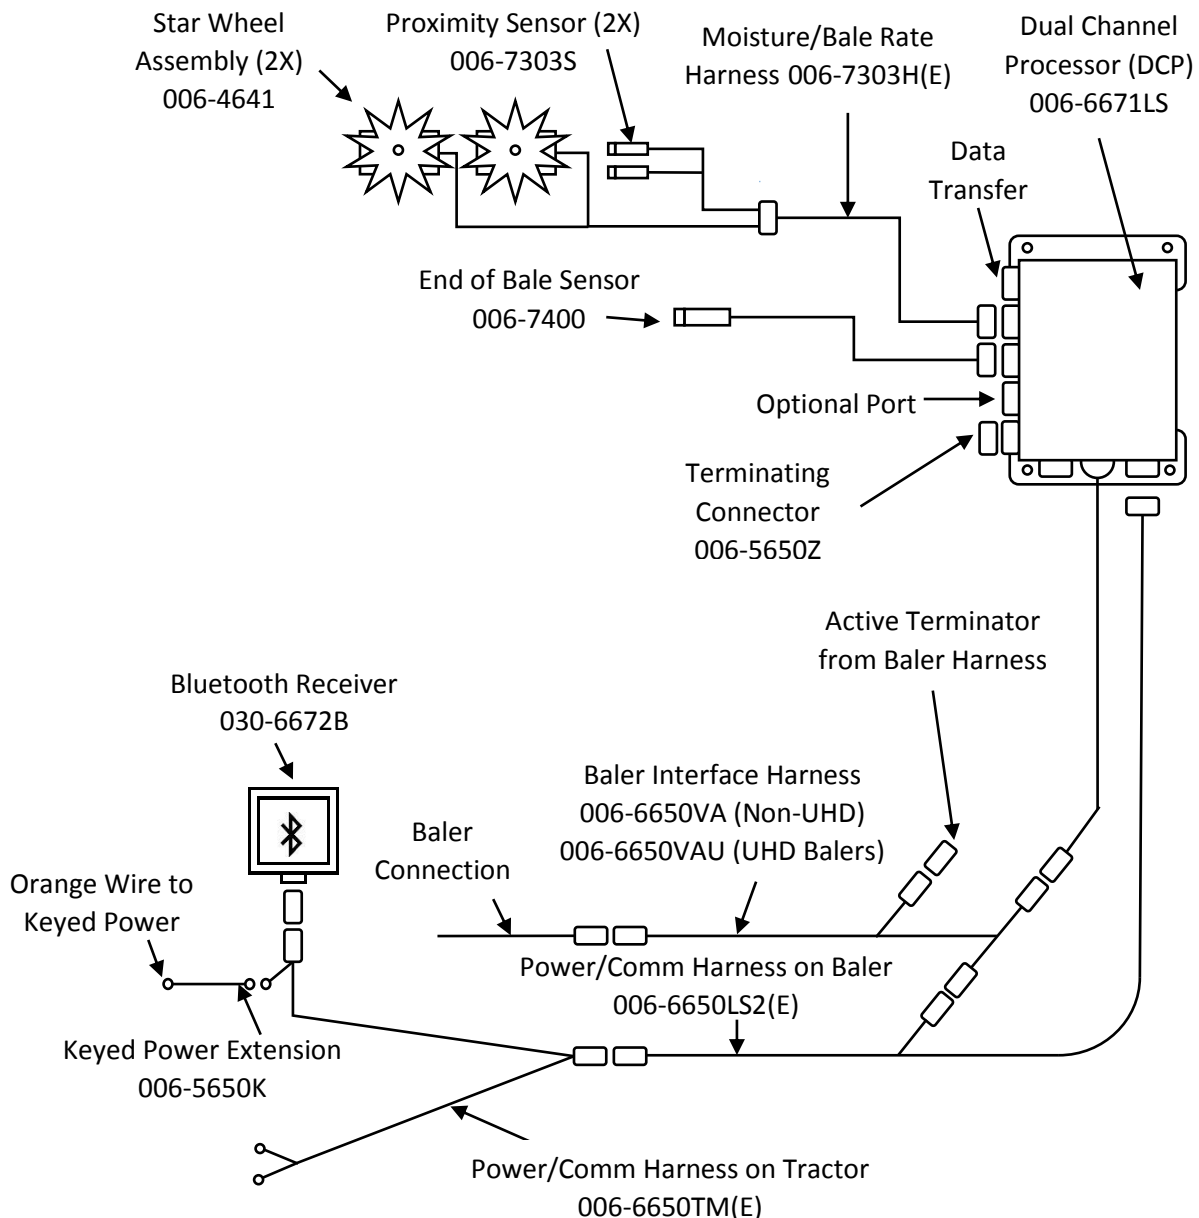 Star Wheel
Assembly (2X)
006-4641
Proximity Sensor (2X)
006-7303S
Moisture/Bale Rate
Harness 006-7303H(E)
Dual Channel
Processor (DCP)
006-6671LS
Data
Transfer
End of Bale Sensor
006-7400
Optional Port
Terminating
Connector
006-5650Z
Active Terminator
from Baler Harness
Bluetooth Receiver
030-6672B
Baler Interface Harness
006-6650VA (Non-UHD)
006-6650VAU (UHD Balers)
Baler
Connection
Orange Wire to
Keyed Power
Power/Comm Harness on Baler
006-6650LS2(E)
Keyed Power Extension
006-5650K
Power/Comm Harness on Tractor
006-6650TM(E)